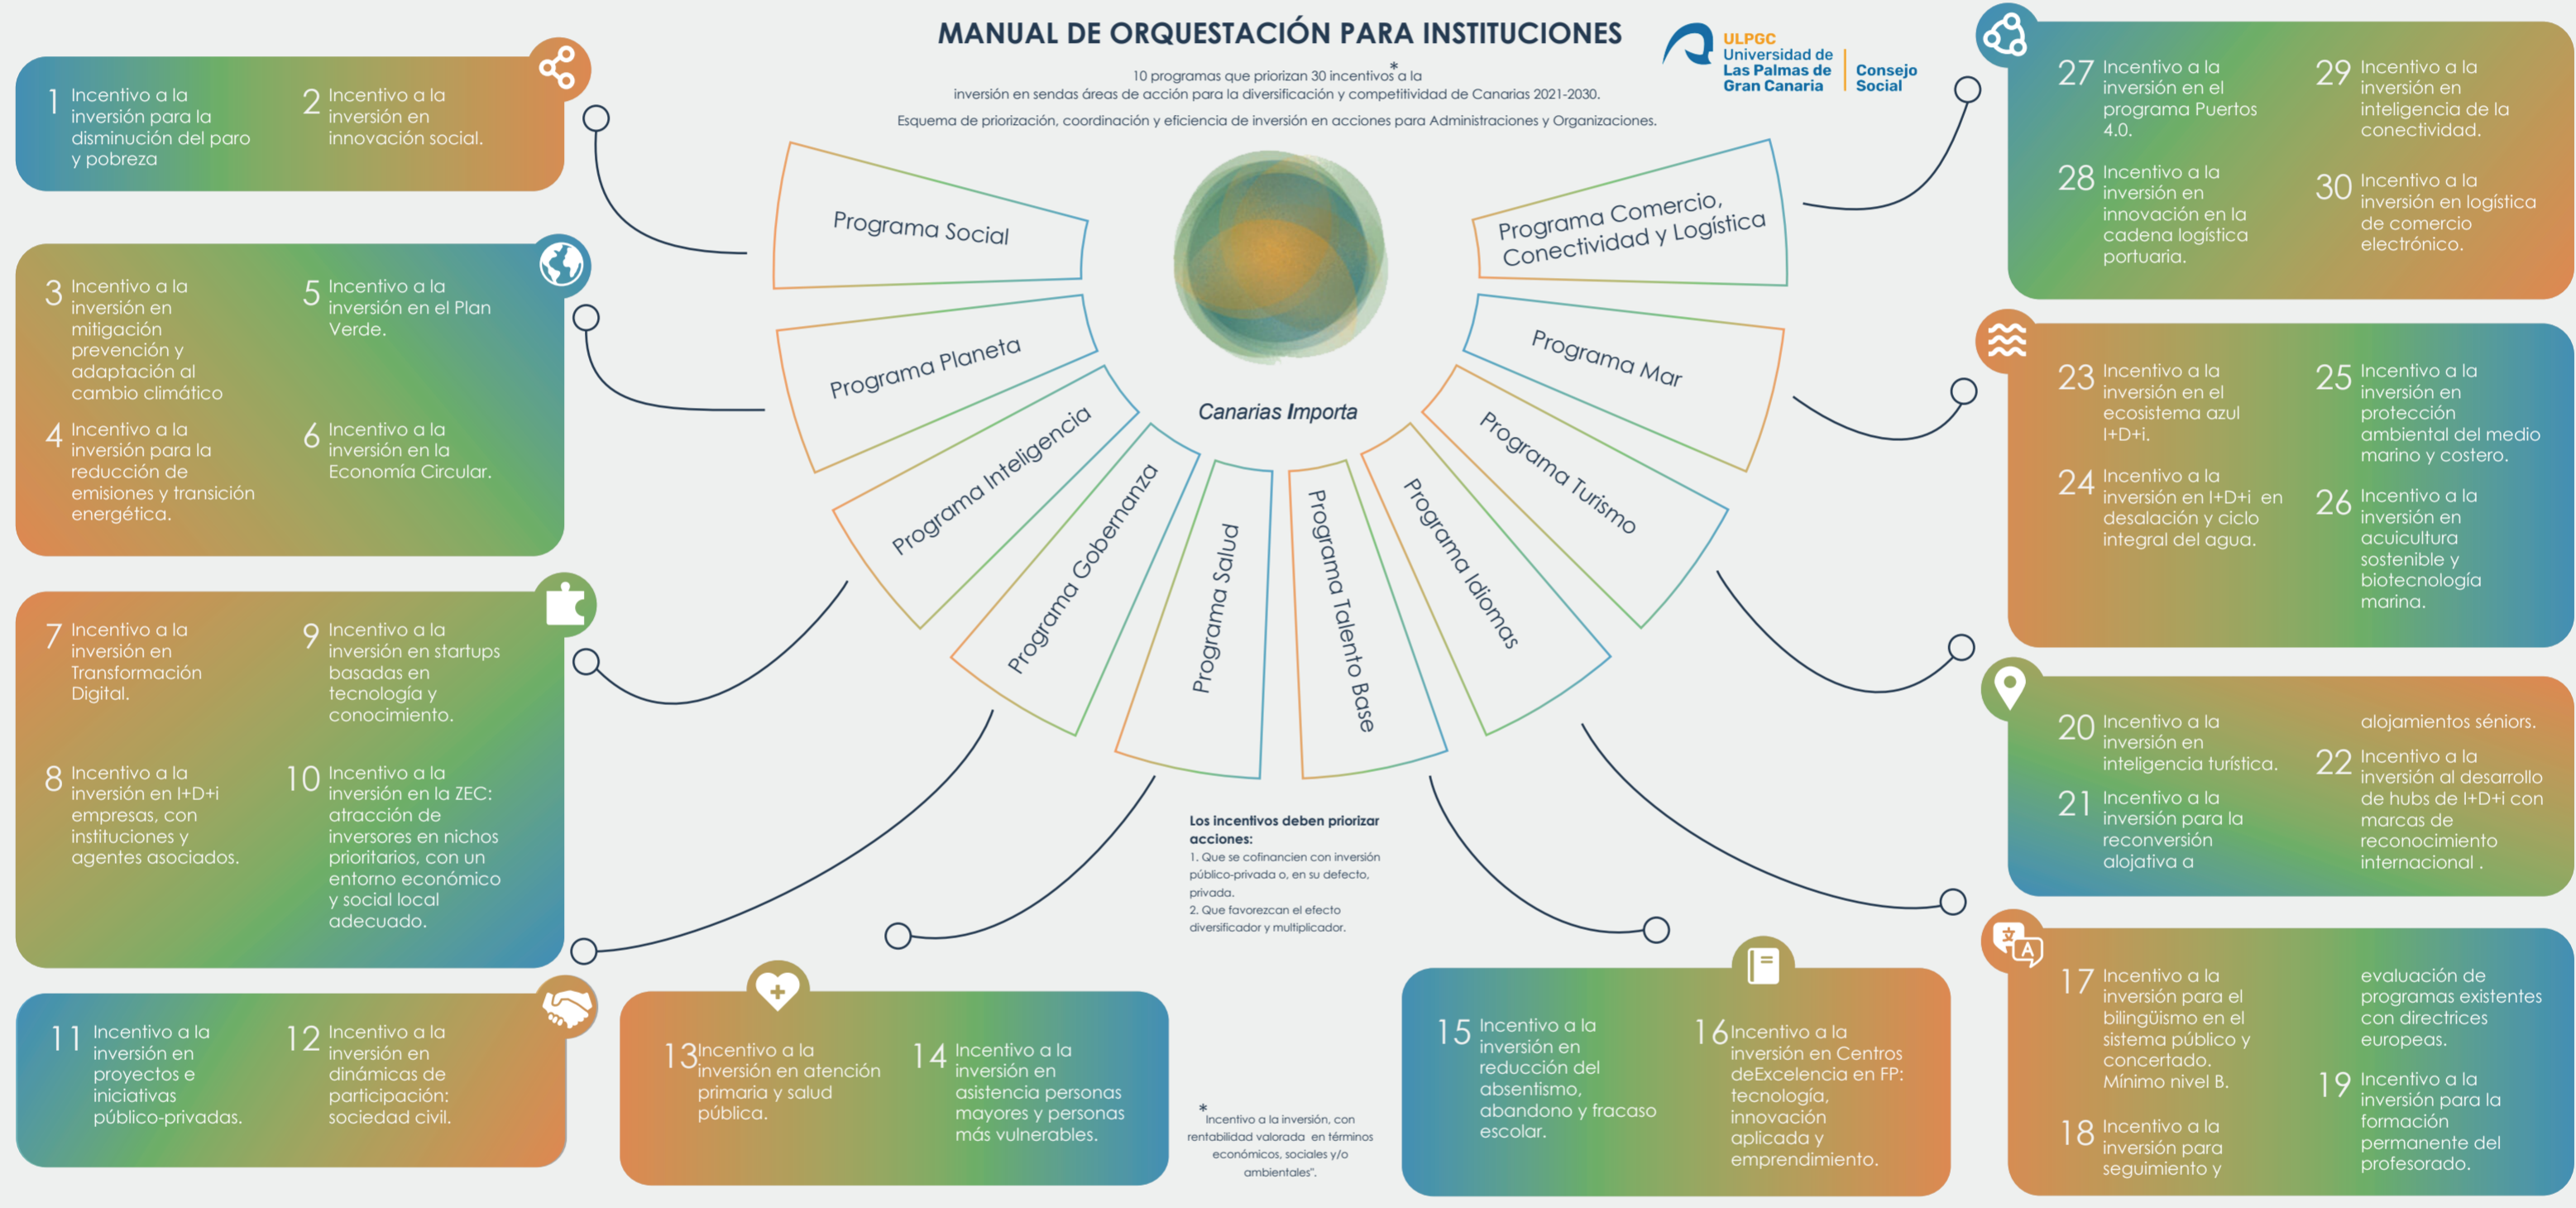 MANUAL DE ORQUESTACIÓN PARA INSTITUCIONES
10 programas que priorizan 30 incentivos* a la
inversión en sendas áreas de acción para la diversificación y competitividad de Canarias 2021-2030.
Esquema de priorización, coordinación y eficiencia de inversión en acciones para Administraciones y Organizaciones.
ULPGC
Universidad de
Las Palmas de
Gran Canaria
Consejo
Social
1 Incentivo a la
inversión para la
disminución del paro
y pobreza
2 Incentivo a la
inversión en
innovación social.
3 Incentivo a la
inversión en
mitigación
prevención y
adaptación al
cambio climático
4 Incentivo a la
inversión para la
reducción de
emisiones y transición
energética.
5 Incentivo a la
inversión en el Plan
Verde.
6 Incentivo a la
inversión en la
Economía Circular.
7 Incentivo a la
inversión en
Transformación
Digital.
8 Incentivo a la
inversión en I+D+i
empresas, con
instituciones y
agentes asociados.
9 Incentivo a la
inversión en startups
basadas en
tecnología y
conocimiento.
10 Incentivo a la
inversión en la ZEC:
atracción de
inversores en nichos
prioritarios, con un
entorno económico
y social local
adecuado.
11 Incentivo a la
inversión en
proyectos e
iniciativas
público-privadas.
12 Incentivo a la
inversión en
dinámicas de
participación:
sociedad civil.
Programa Social
Programa Planeta
Programa Inteligencia
Programa Gobernanza
Programa Salud
Programa Talento Base
Programa Idiomas
Programa Turismo
Programa Mar
Programa Comercio,
Conectividad y Logística
Canarias Importa
Los incentivos deben priorizar
acciones:
1. Que se cofinancien con inversión
público-privada o, en su defecto,
privada.
2. Que favorezcan el efecto
diversificador y multiplicador.
13 Incentivo a la
inversión en atención
primaria y salud
pública.
14 Incentivo a la
inversión en
asistencia personas
mayores y personas
más vulnerables.
* Incentivo a la inversión, con
rentabilidad valorada en términos
económicos, sociales y/o
ambientales".
15 Incentivo a la
inversión en
reducción del
absentismo,
abandono y fracaso
escolar.
16 Incentivo a la
inversión en Centros
deExcelencia en FP:
tecnología,
innovación
aplicada y
emprendimiento.
27 Incentivo a la
inversión en el
programa Puertos
4.0.
28 Incentivo a la
inversión en
innovación en la
cadena logística
portuaria.
29 Incentivo a la
inversión en
inteligencia de la
conectividad.
30 Incentivo a la
inversión en logística
de comercio
electrónico.
23 Incentivo a la
inversión en el
ecosistema azul
I+D+i.
24 Incentivo a la
inversión en I+D+i en
desalación y ciclo
integral del agua.
25 Incentivo a la
inversión en
protección
ambiental del medio
marino y costero.
26 Incentivo a la
inversión en
acuicultura
sostenible y
biotecnología
marina.
20 Incentivo a la
inversión en
inteligencia turística.
21 Incentivo a la
inversión para la
reconversión
alojativa a
alojamientos séniors.
22 Incentivo a la
inversión al desarrollo
de hubs de I+D+i con
marcas de
reconocimiento
internacional .
17 Incentivo a la
inversión para el
bilingüismo en el
sistema público y
concertado.
Mínimo nivel B.
18 Incentivo a la
inversión para
seguimiento y
evaluación de
programas existentes
con directrices
europeas.
19 Incentivo a la
inversión para la
formación
permanente del
profesorado.